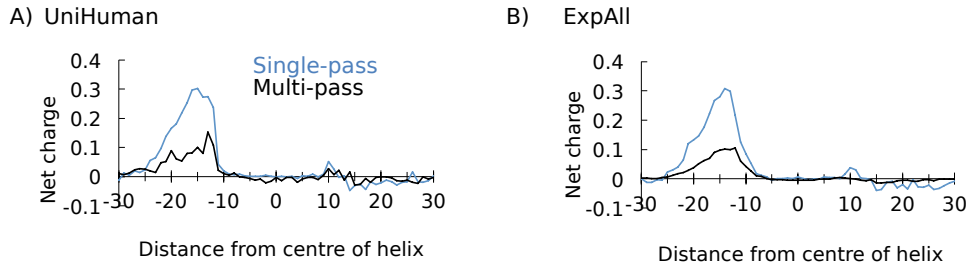 A) UniHuman
Net charge
0.4
0.3
0.2
0.1
0
-0.1
Single-pass
Multi-pass
-30 -20 -10 0 10 20 30
Distance from centre of helix
B) ExpAll
Net charge
0.4
0.3
0.2
0.1
0
-0.1
-30 -20 -10 0 10 20 30
Distance from centre of helix